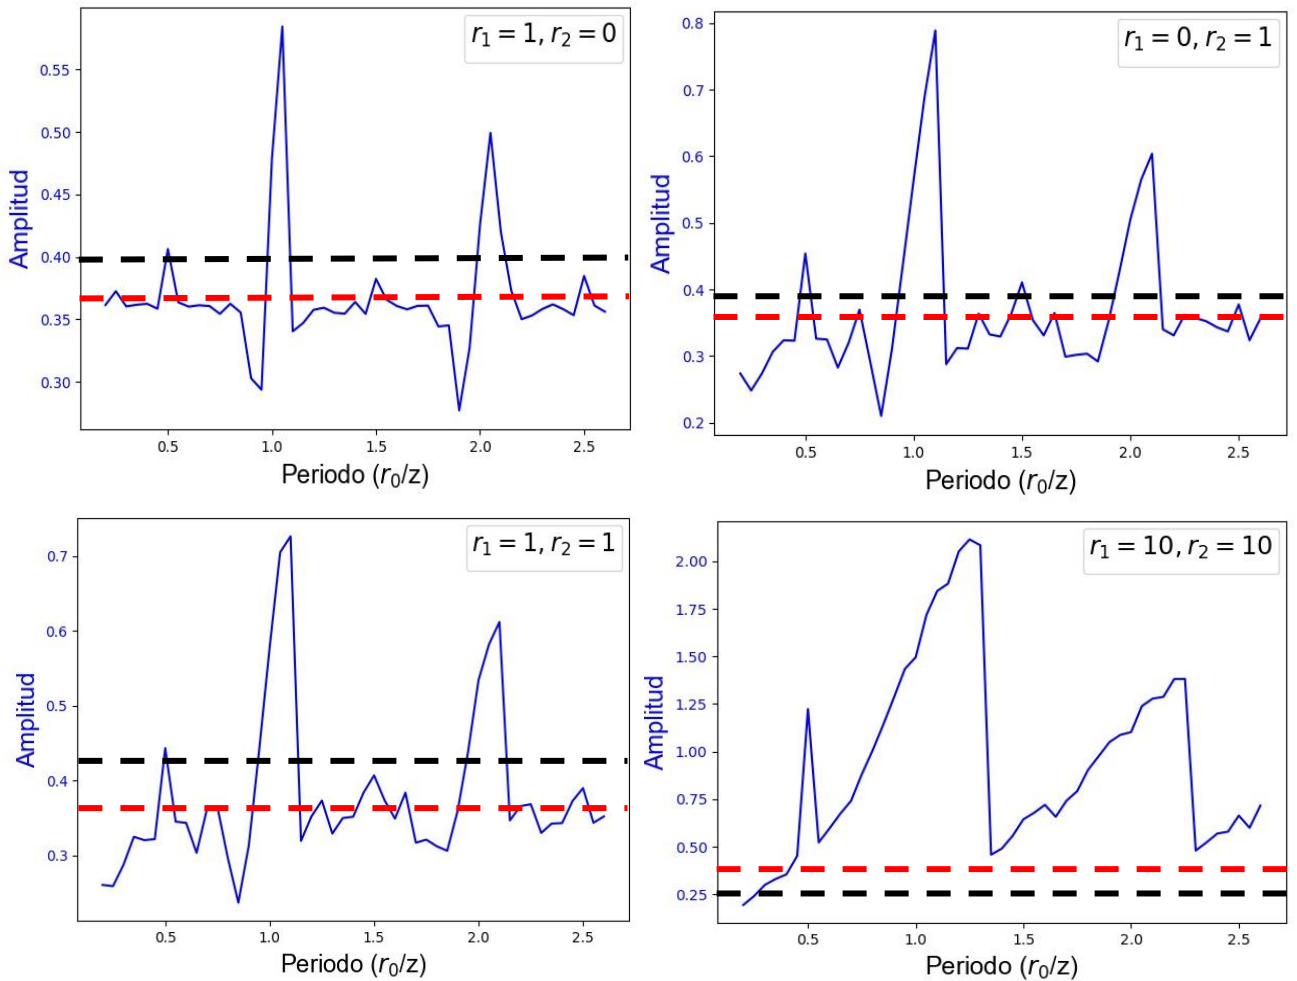 r₁ = 1, r₂ = 0
0.55
0.50
0.45
0.40
0.35
0.30
Amplitud
0.5 1.0 1.5 2.0 2.5
Periodo (r₀/z)
r₁ = 0, r₂ = 1
0.8
0.7
0.6
0.5
0.4
0.3
0.2
Amplitud
0.5 1.0 1.5 2.0 2.5
Periodo (r₀/z)
r₁ = 1, r₂ = 1
0.7
0.6
0.5
0.4
0.3
Amplitud
0.5 1.0 1.5 2.0 2.5
Periodo (r₀/z)
r₁ = 10, r₂ = 10
2.00
1.75
1.50
1.25
1.00
0.75
0.50
0.25
Amplitud
0.5 1.0 1.5 2.0 2.5
Periodo (r₀/z)